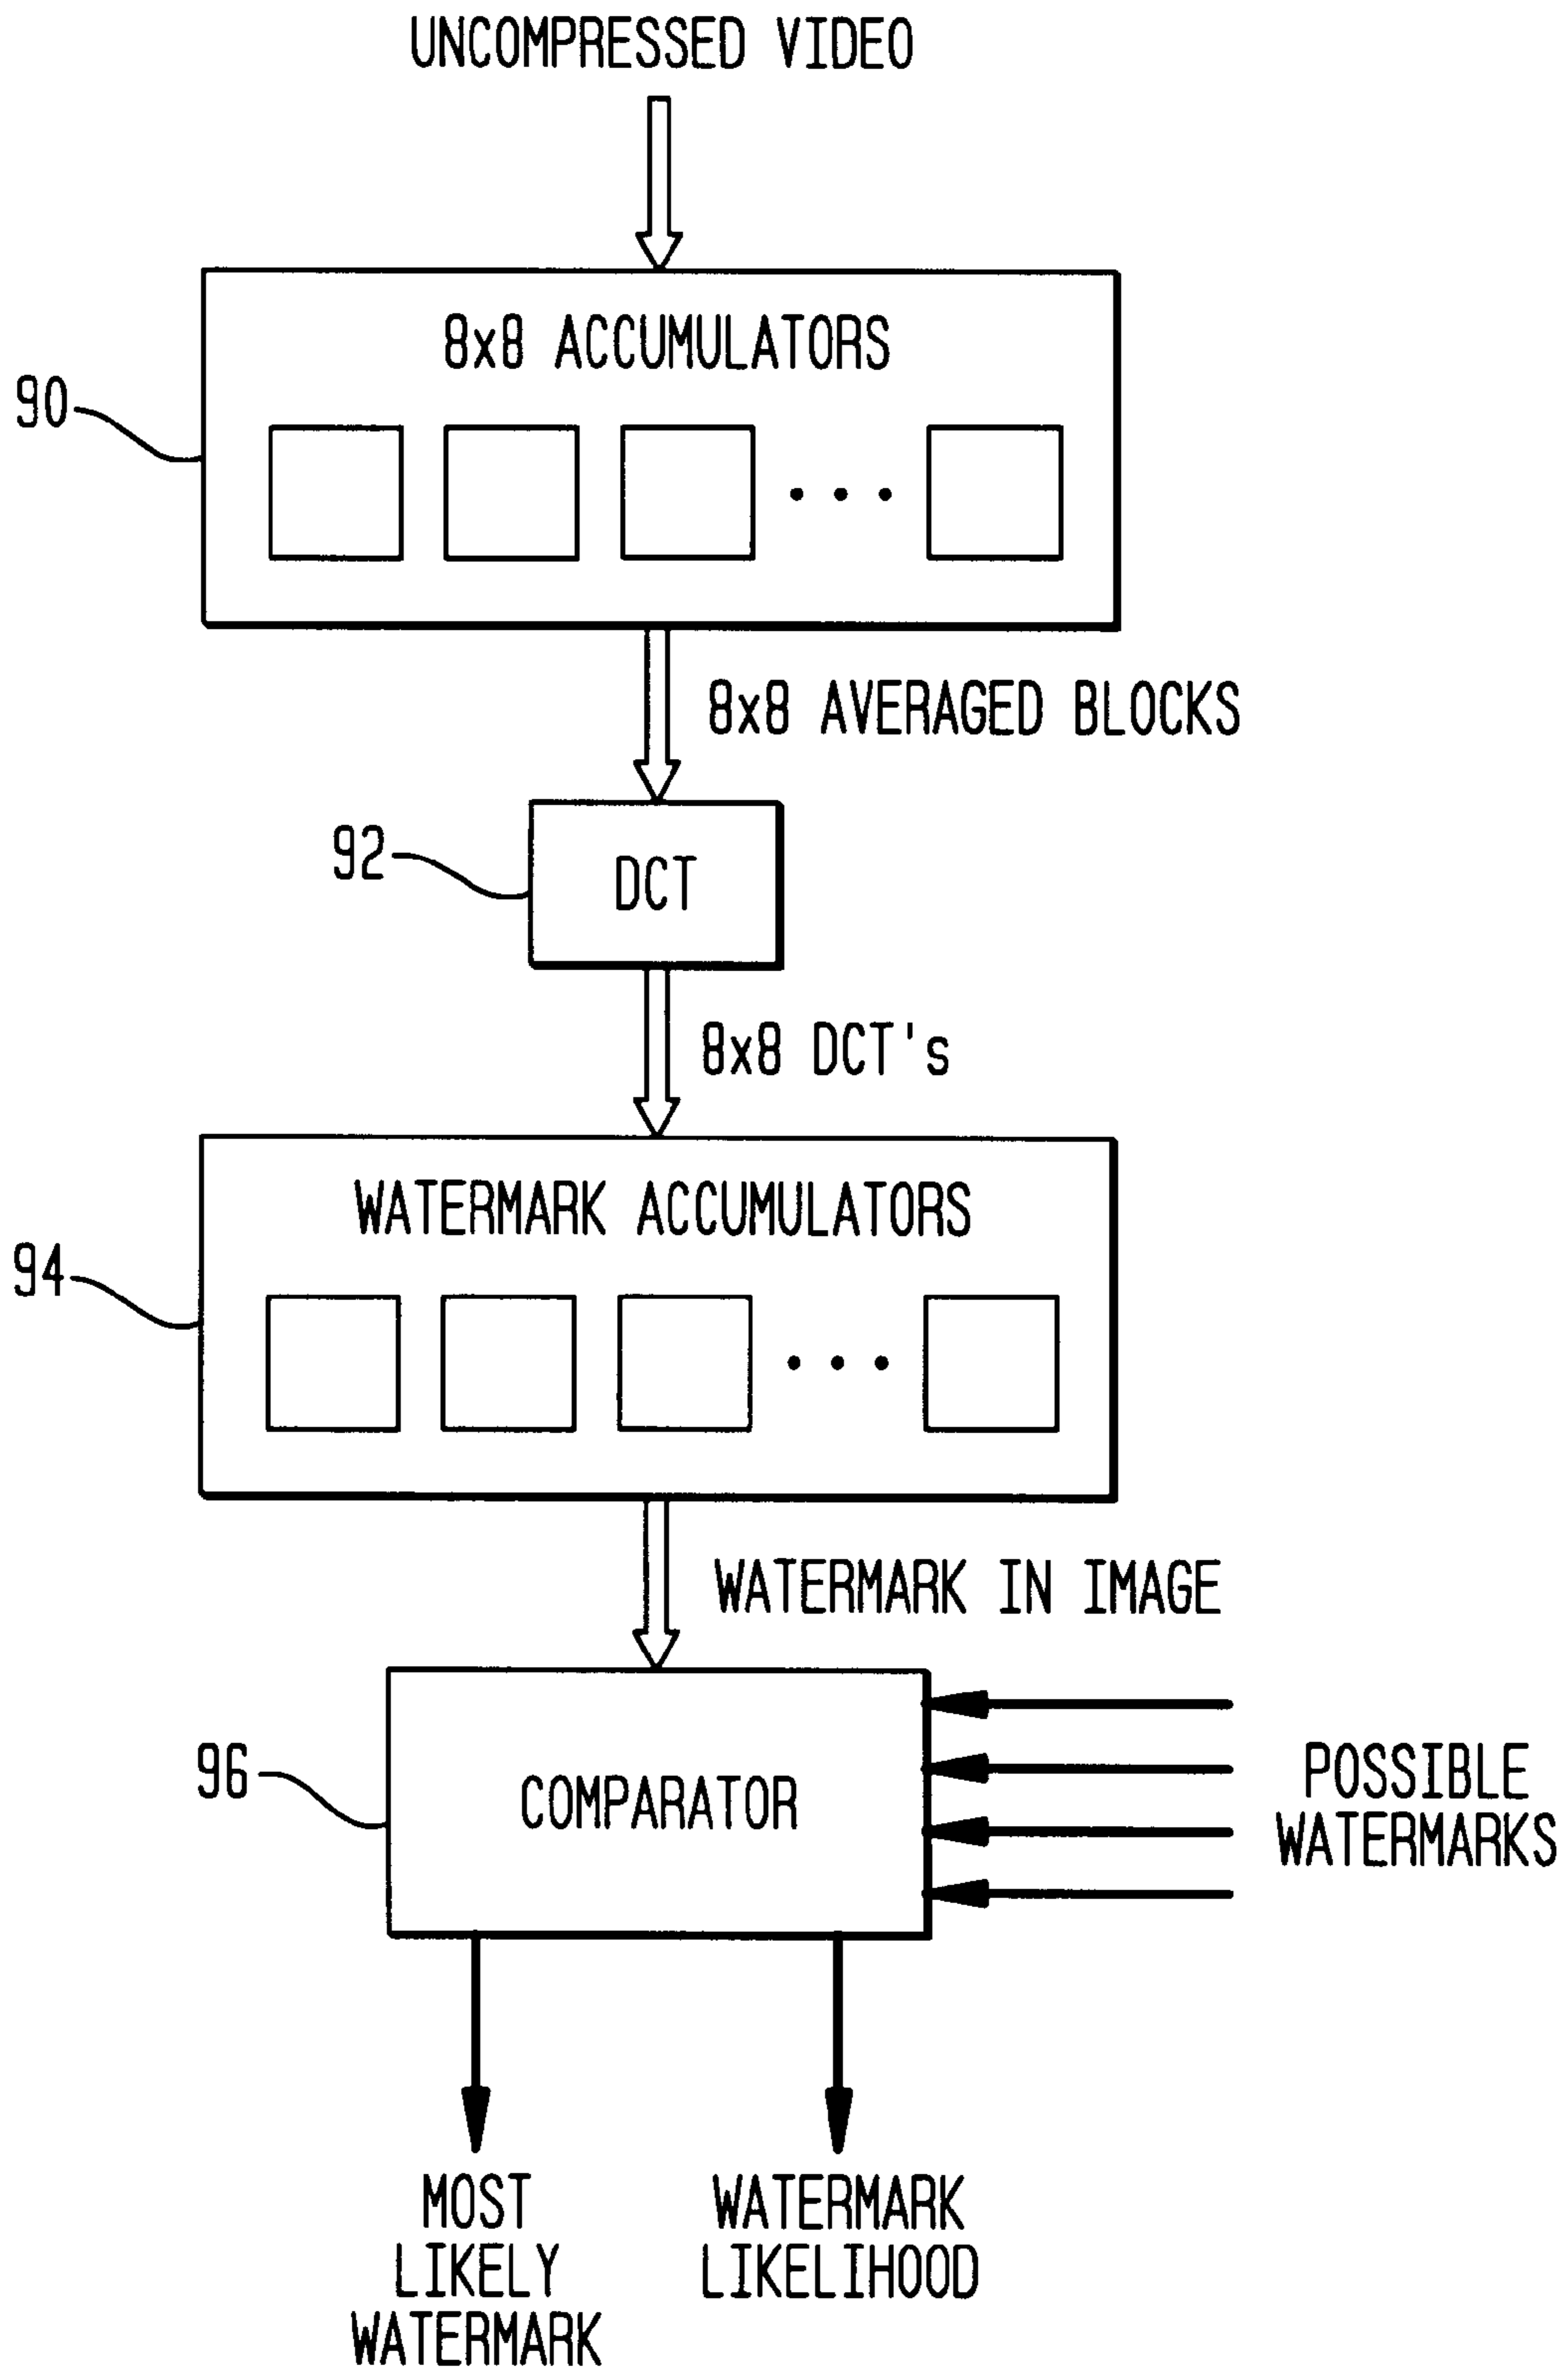 UNCOMPRESSED VIDEO
8x8 ACCUMULATORS
90
8x8 AVERAGED BLOCKS
92
DCT
8x8 DCT's
WATERMARK ACCUMULATORS
94
WATERMARK IN IMAGE
96
COMPARATOR
POSSIBLE
WATERMARKS
MOST
LIKELY
WATERMARK
WATERMARK
LIKELIHOOD